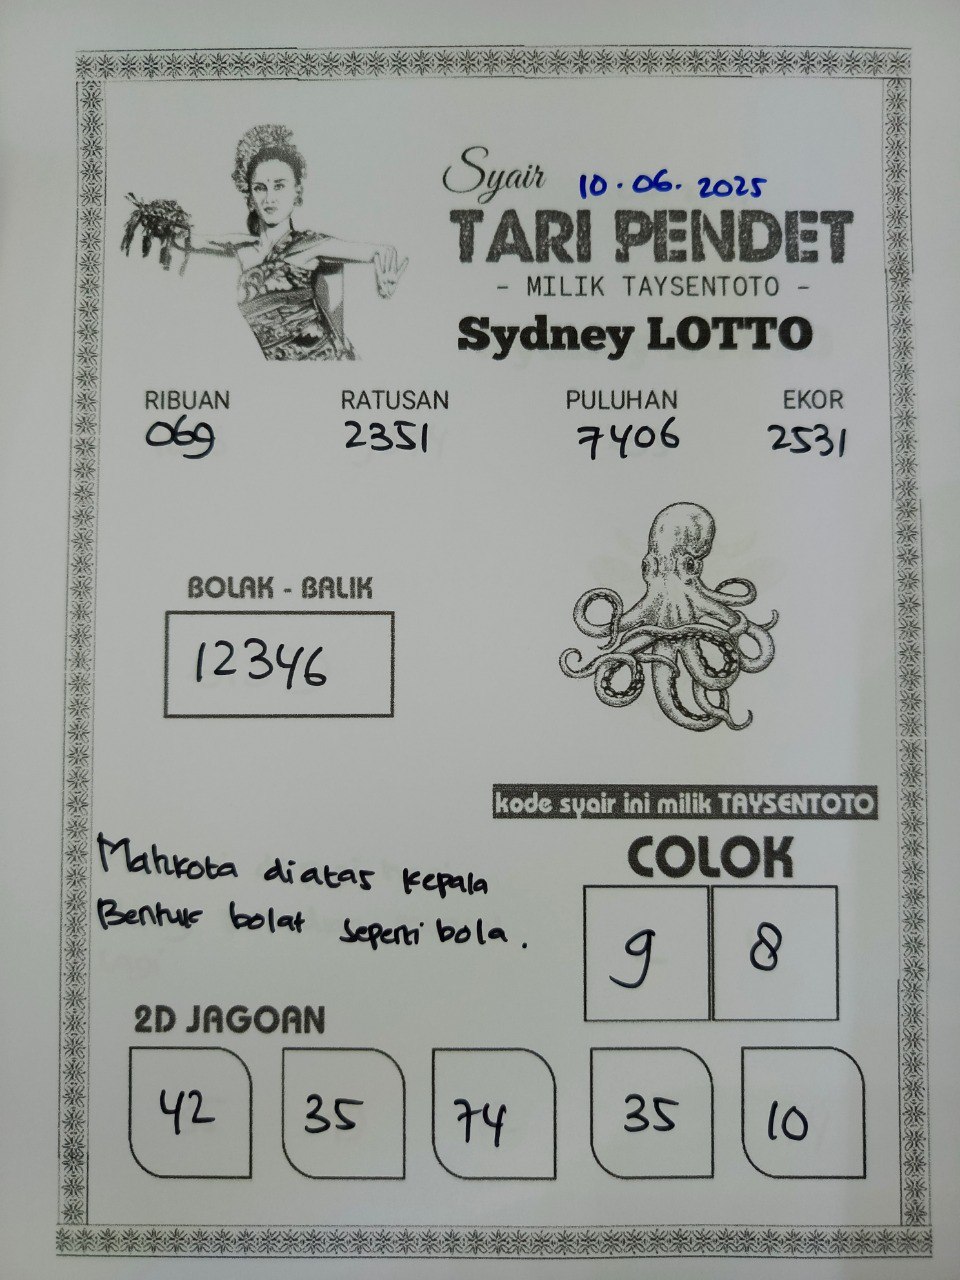 Syair 10.06.2025
TARI PENDET
- MILIK TAYSENTOTO -
Sydney LOTTO
RIBUAN RATUSAN PULUHAN EKOR
069 2351 7406 2531
BOLAK - BALIK
12346
kode syair ini milik TAYSENTOTO
COLOK
9 8
Mahkota diatas kepala
Bentuk bolat seperti bola.
2D JAGOAN
42 35 74 35 10